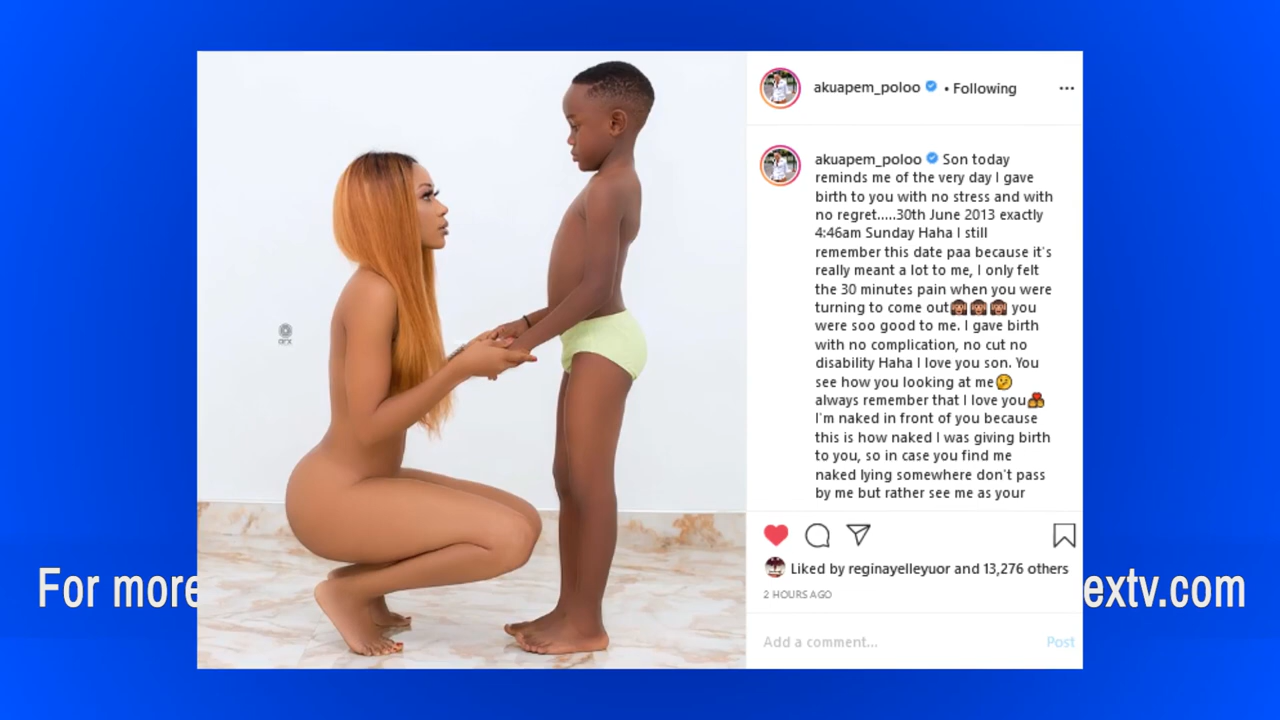 akuapem_poloo • Following
akuapem_poloo Son today
reminds me of the very day I gave
birth to you with no stress and with
no regret.....30th June 2013 exactly
4:46am Sunday Haha I still
remember this date paa because it's
really meant a lot to me, I only felt
the 30 minutes pain when you were
turning to come out🙈🙈🙈 you
were soo good to me. I gave birth
with no complication, no cut no
disability Haha I love you son. You
see how you looking at me🤔
always remember that I love you💏
I'm naked in front of you because
this is how naked I was giving birth
to you, so in case you find me
naked lying somewhere don't pass
by me but rather see me as your
Liked by reginayelleyuor and 13,276 others
2 HOURS AGO
For more
extv.com
Add a comment...
Post